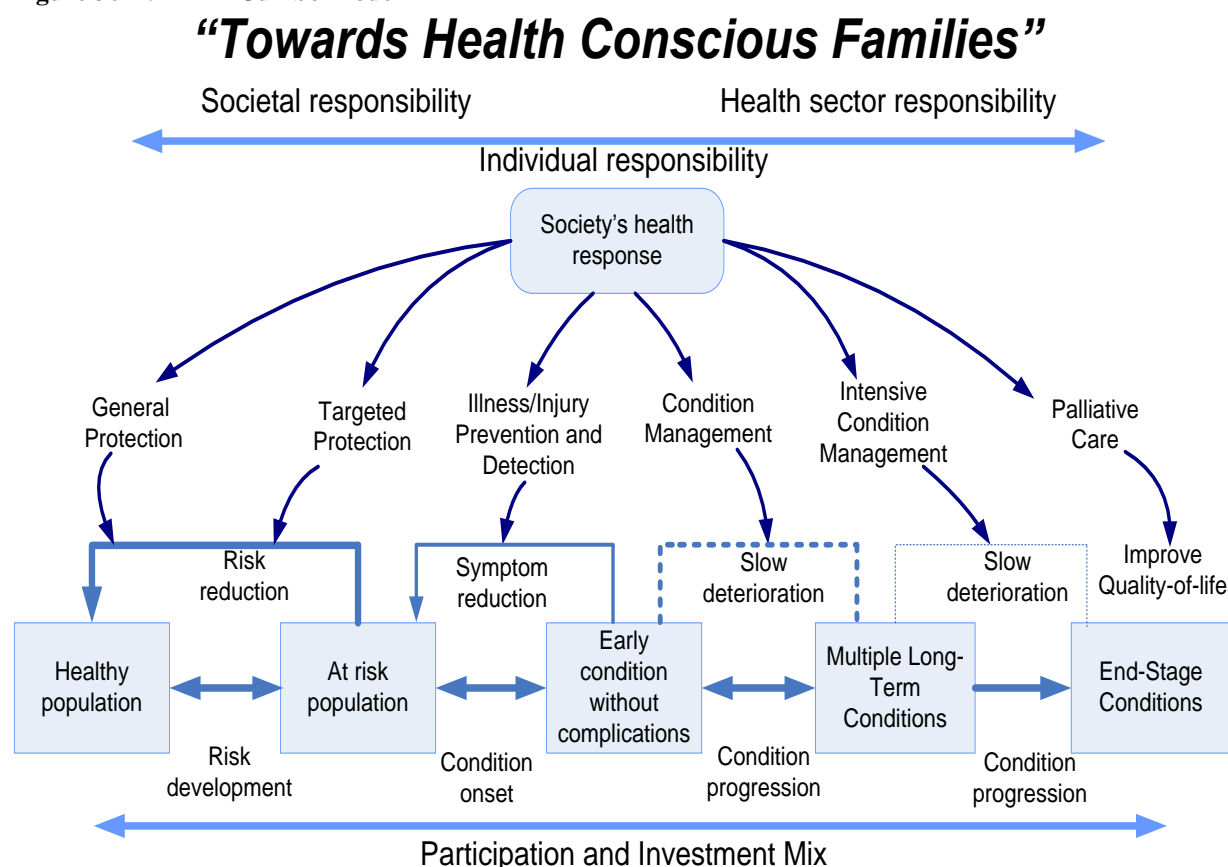 “Towards Health Conscious Families”
Societal responsibility
Health sector responsibility
Individual responsibility
Society’s health
response
General
Protection
Targeted
Protection
Illness/Injury
Prevention and
Detection
Condition
Management
Intensive
Condition
Management
Palliative
Care
Risk
reduction
Symptom
reduction
Slow
deterioration
Slow
deterioration
Improve
Quality-of-life
Healthy
population
At risk
population
Early
condition
without
complications
Multiple Long-
Term
Conditions
End-Stage
Conditions
Risk
development
Condition
onset
Condition
progression
Condition
progression
Participation and Investment Mix